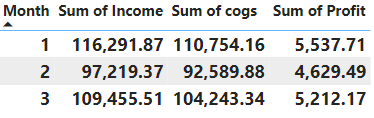 Month Sum of Income Sum of cogs Sum of Profit
1 116,291.87 110,754.16 5,537.71
2 97,219.37 92,589.88 4,629.49
3 109,455.51 104,243.34 5,212.17